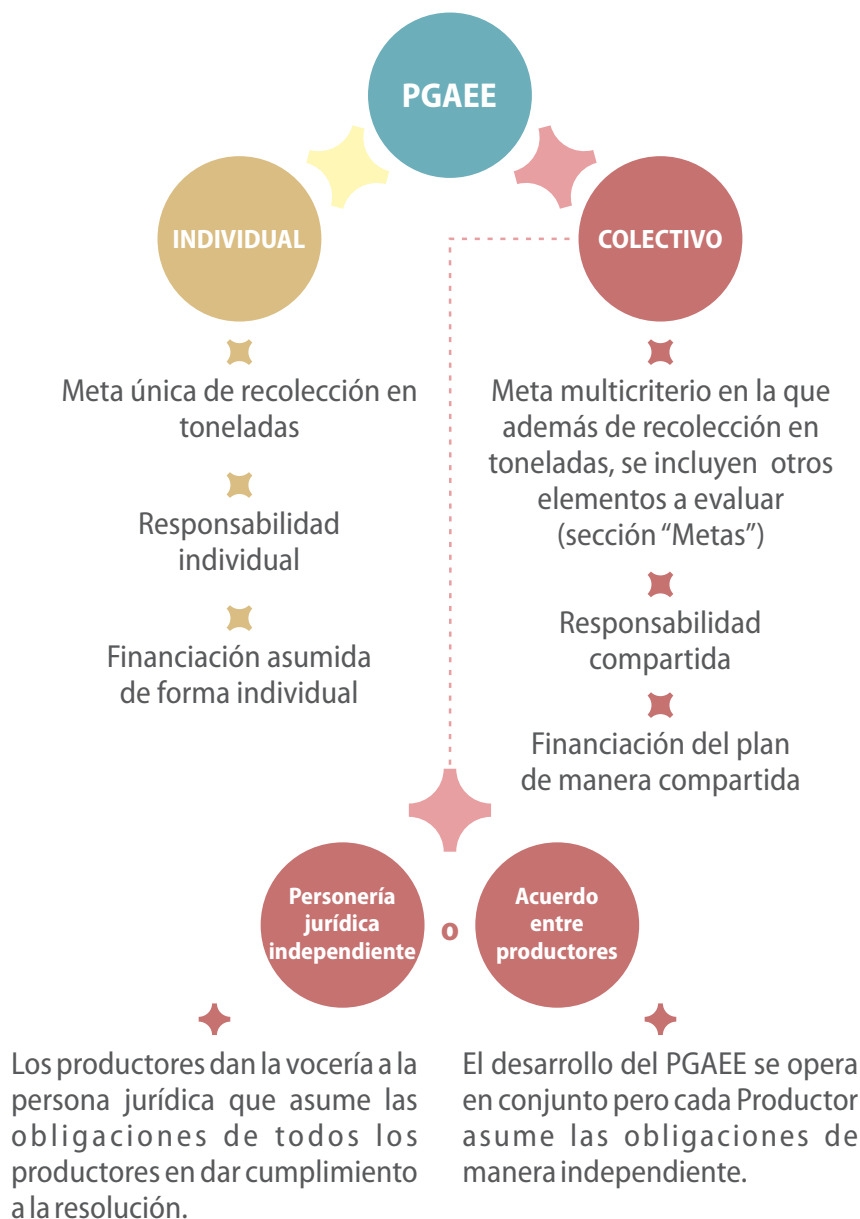 PGAEE
INDIVIDUAL
Meta única de recolección en
toneladas
Responsabilidad
individual
Financiación asumida
de forma individual
COLECTIVO
Meta multicriterio en la que
además de recolección en
toneladas, se incluyen otros
elementos a evaluar
(sección “Metas”)
Responsabilidad
compartida
Financiación del plan
de manera compartida
Personería
jurídica
independiente
o
Acuerdo
entre
productores
Los productores dan la vocería a la
persona jurídica que asume las
obligaciones de todos los
productores en dar cumplimiento
a la resolución.
El desarrollo del PGAEE se opera
en conjunto pero cada Productor
asume las obligaciones de
manera independiente.